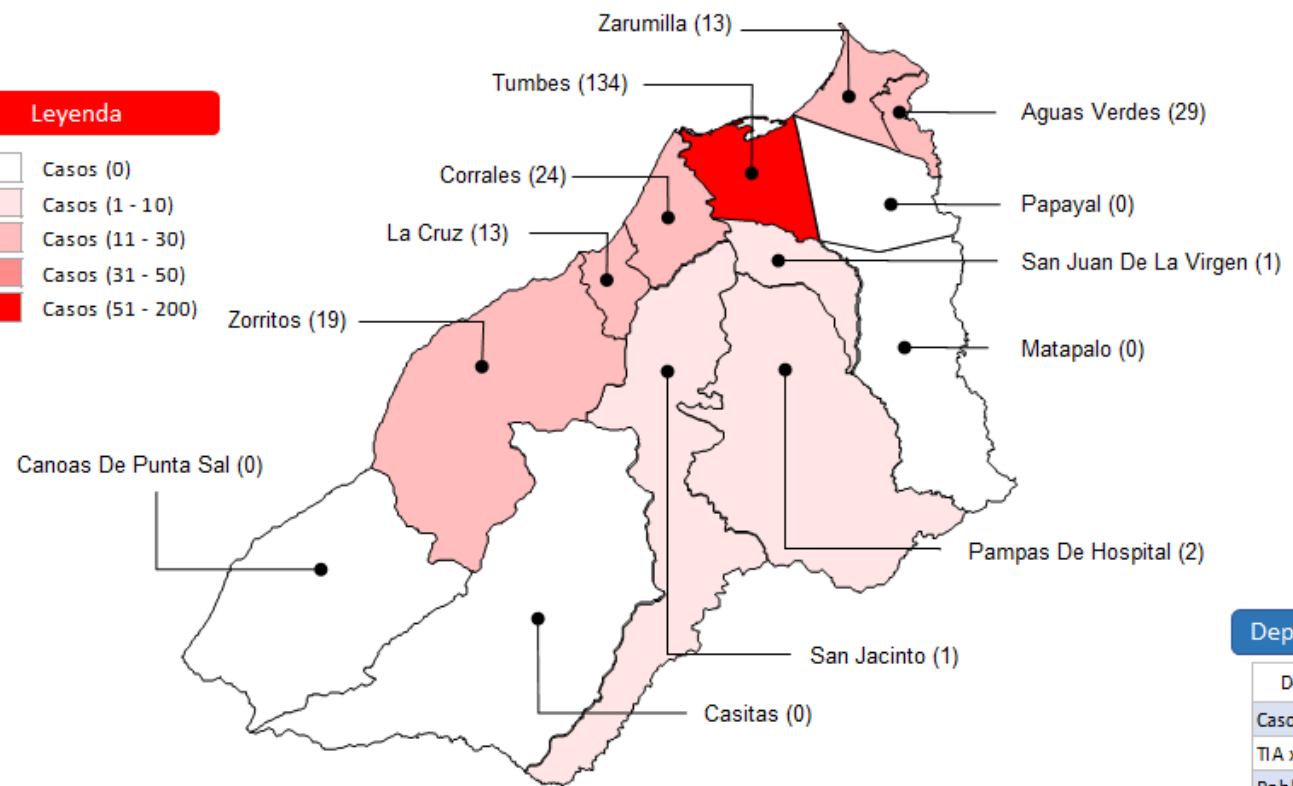 Zarumilla (13)
Tumbes (134)
Leyenda
Aguas Verdes (29)
Casos (0)
Corrales (24)
Casos (1 - 10)
Papayal (0)
La Cruz (13)
Casos (11 - 30)
San Juan De La Virgen (1)
Casos (31 - 50)
Casos (51 - 200)
Zorritos (19)
Matapalo (0)
Canoas De Punta Sal (0)
Pampas De Hospital (2)
San Jacinto (1)
Casitas (0)